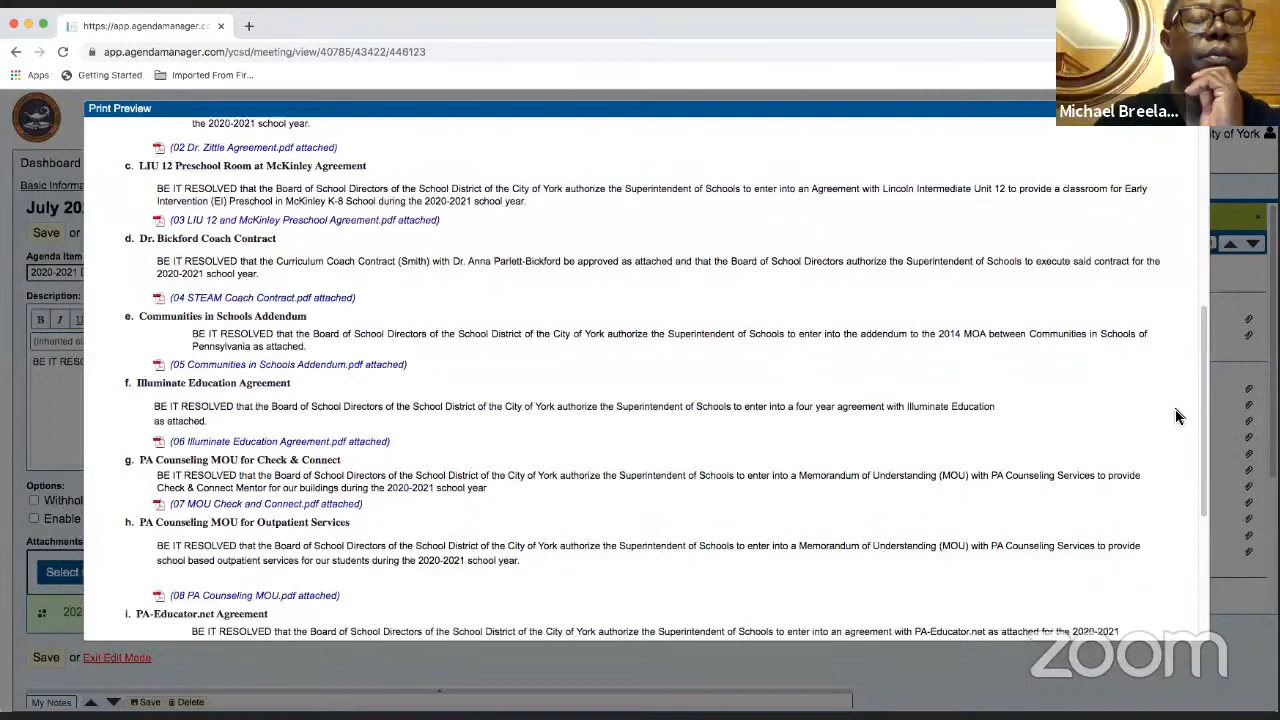 https://app.agendamanager.co
app.agendamanager.com/ycsd/meeting/view/40785/43422/446123
Apps Getting Started Imported From Fir...
Michael Breela...
ity of York
Print Preview
Dashboard
Basic Informa
July 20
Save or
Agenda Item
2020-2021
Description:
B I U
(inherited siz
BE IT RESO
Options:
Withhol
Enable
Attachments
Select
202
the 2020-2021 school year.
(02 Dr. Zittle Agreement.pdf attached)
c. LIU 12 Preschool Room at McKinley Agreement
BE IT RESOLVED that the Board of School Directors of the School District of the City of York authorize the Superintendent of Schools to enter into an Agreement with Lincoln Intermediate Unit 12 to provide a classroom for Early
Intervention (EI) Preschool in McKinley K-8 School during the 2020-2021 school year.
(03 LIU 12 and McKinley Preschool Agreement.pdf attached)
d. Dr. Bickford Coach Contract
BE IT RESOLVED that the Curriculum Coach Contract (Smith) with Dr. Anna Parlett-Bickford be approved as attached and that the Board of School Directors authorize the Superintendent of Schools to execute said contract for the
2020-2021 school year.
(04 STEAM Coach Contract.pdf attached)
e. Communities in Schools Addendum
BE IT RESOLVED that the Board of School Directors of the School District of the City of York authorize the Superintendent of Schools to enter into the addendum to the 2014 MOA between Communities in Schools of
Pennsylvania as attached.
(05 Communities in Schools Addendum.pdf attached)
f. Illuminate Education Agreement
BE IT RESOLVED that the Board of School Directors of the School District of the City of York authorize the Superintendent of Schools to enter into a four year agreement with Illuminate Education
as attached.
(06 Illuminate Education Agreement.pdf attached)
g. PA Counseling MOU for Check & Connect
BE IT RESOLVED that the Board of School Directors of the School District of the City of York authorize the Superintendent of Schools to enter into a Memorandum of Understanding (MOU) with PA Counseling Services to provide
Check & Connect Mentor for our buildings during the 2020-2021 school year
(07 MOU Check and Connect.pdf attached)
h. PA Counseling MOU for Outpatient Services
BE IT RESOLVED that the Board of School Directors of the School District of the City of York authorize the Superintendent of Schools to enter into a Memorandum of Understanding (MOU) with PA Counseling Services to provide
school based outpatient services for our students during the 2020-2021 school year.
(08 PA Counseling MOU.pdf attached)
i. PA-Educator.net Agreement
BE IT RESOLVED that the Board of School Directors of the School District of the City of York authorize the Superintendent of Schools to enter into an agreement with PA-Educator.net as attached for the 2020-2021
zoom
Save or Exit Edit Mode
My Notes Save Delete